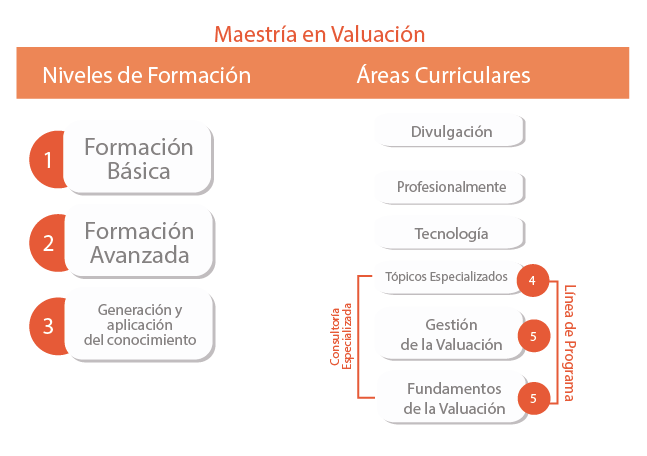 Maestría en Valuación
Niveles de Formación
Áreas Curriculares
1
Formación
Básica
2
Formación
Avanzada
3
Generación y
aplicación
del conocimiento
Divulgación
Profesionalmente
Tecnología
Tópicos Especializados
4
Gestión
de la Valuación
5
Fundamentos
de la Valuación
5
Consultoría
Especializada
Línea de Programa